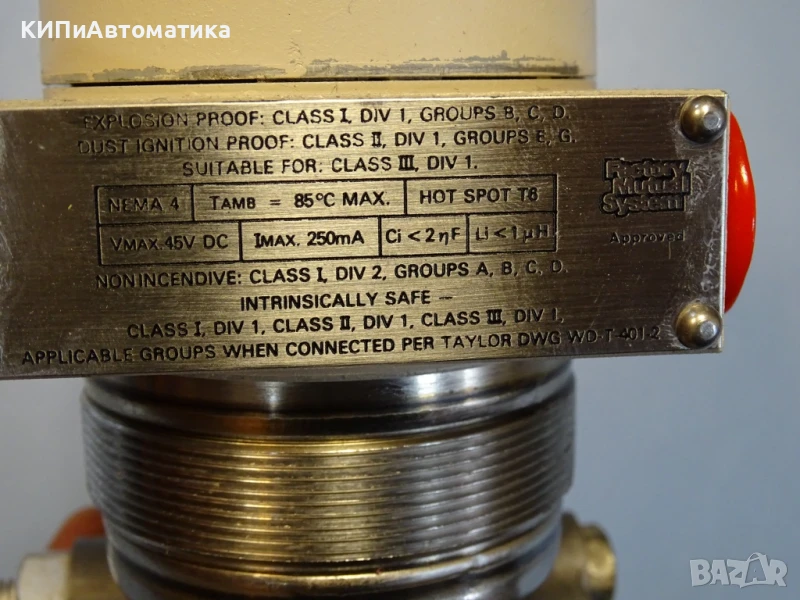 КИПиАвтоматика
EXPLOSION PROOF: CLASS I, DIV 1, GROUPS B, C, D.
DUST IGNITION PROOF: CLASS II, DIV 1, GROUPS E, G.
SUITABLE FOR: CLASS III, DIV 1.
NEMA 4 TAMB = 85°C MAX. HOT SPOT T6
VMAX. 45V DC IMAX. 250mA Ci < 2ηF Li < 1μH
Factory
Mutual
System
Approved
NONINCENDIVE: CLASS I, DIV 2, GROUPS A, B, C, D.
INTRINSICALLY SAFE –
CLASS I, DIV 1, CLASS II, DIV 1, CLASS III, DIV 1,
APPLICABLE GROUPS WHEN CONNECTED PER TAYLOR DWG WD-T-401-2
BAZAR